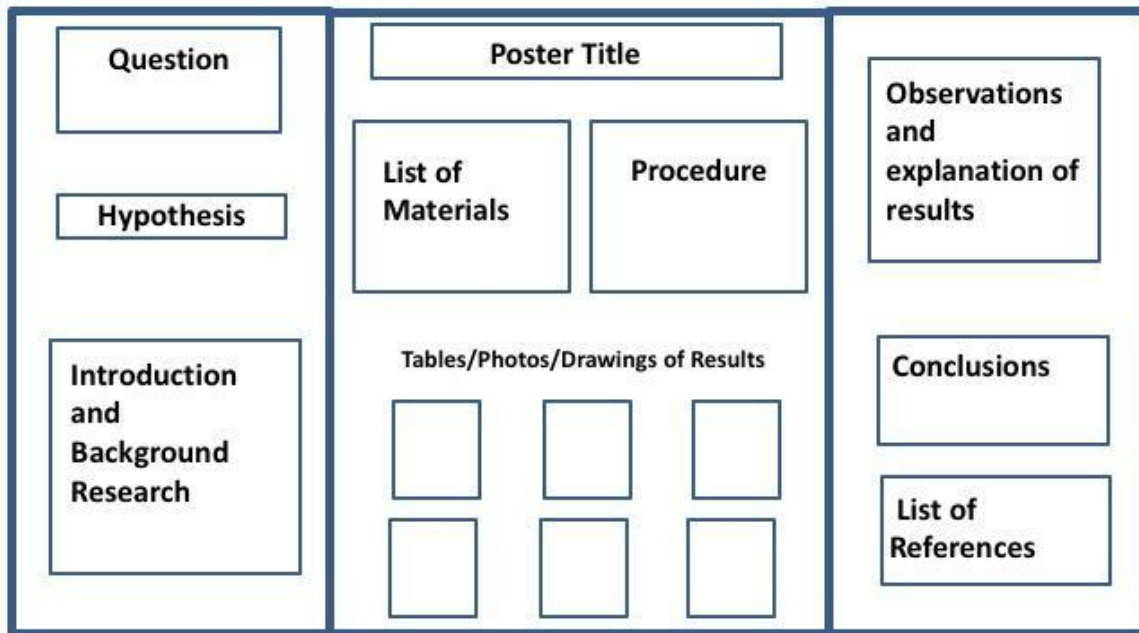 Question
Hypothesis
Introduction
and
Background
Research
Poster Title
List of
Materials
Procedure
Tables/Photos/Drawings of Results
Observations
and
explanation of
results
Conclusions
List of
References